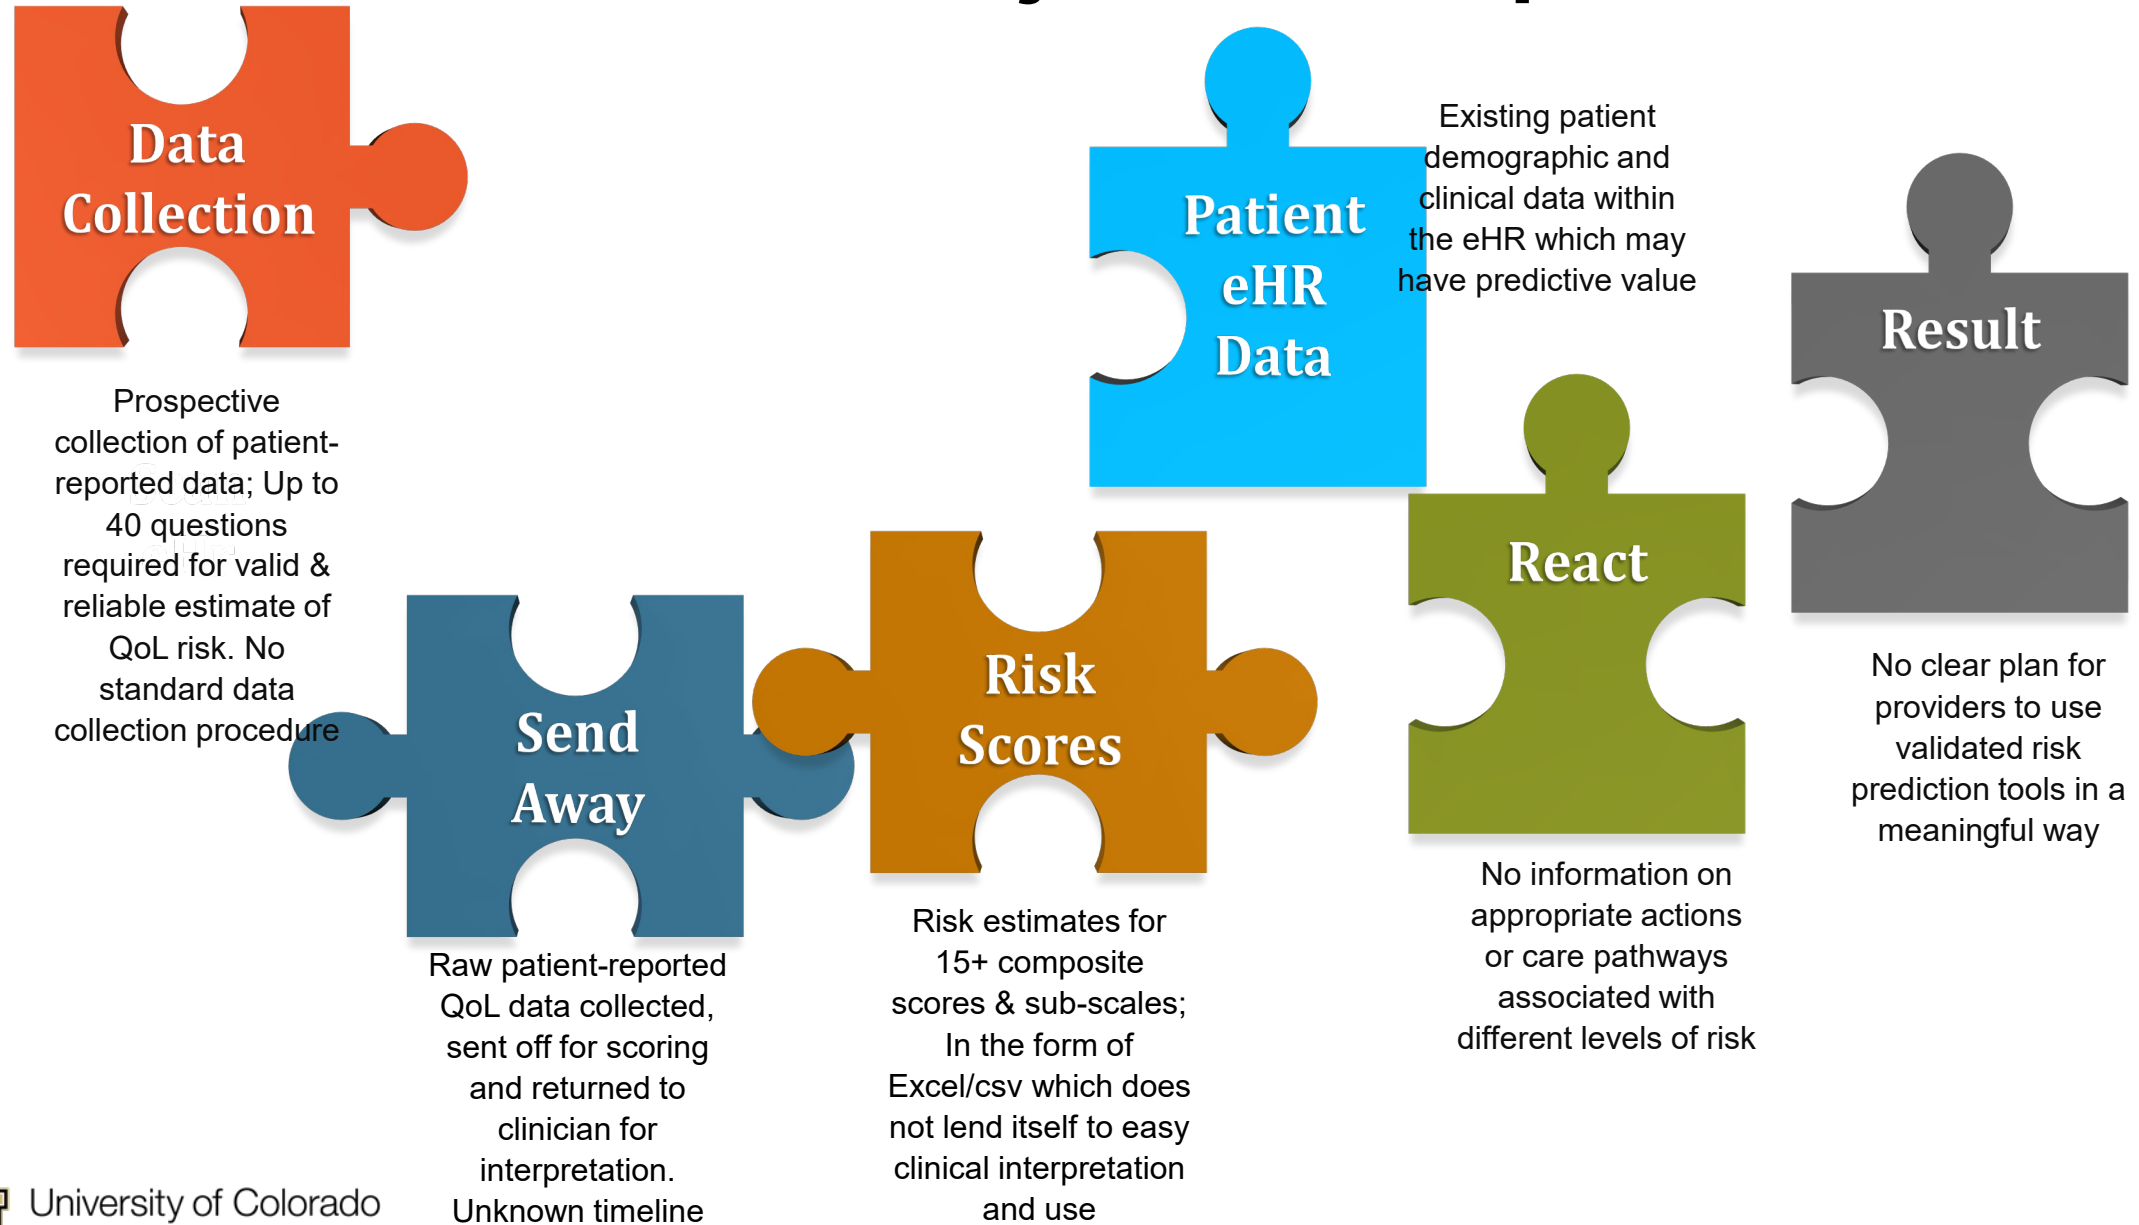 Data
Collection
Prospective
collection of patient-
reported data; Up to
40 questions
required for valid &
reliable estimate of
QoL risk. No
standard data
collection procedure
Send
Away
Raw patient-reported
QoL data collected,
sent off for scoring
and returned to
clinician for
interpretation.
Unknown timeline
Risk
Scores
Risk estimates for
15+ composite
scores & sub-scales;
In the form of
Excel/csv which does
not lend itself to easy
clinical interpretation
and use
Patient
eHR
Data
Existing patient
demographic and
clinical data within
the eHR which may
have predictive value
React
No information on
appropriate actions
or care pathways
associated with
different levels of risk
Result
No clear plan for
providers to use
validated risk
prediction tools in a
meaningful way
University of Colorado